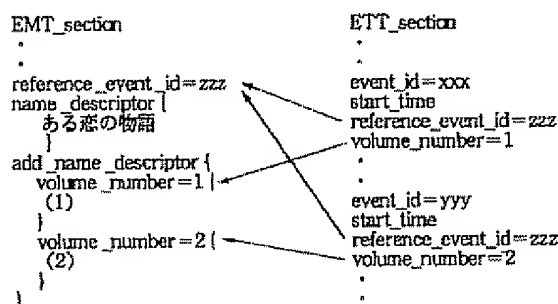 EMT_section
.
.
.
reference_event_id=zzz
name_descriptor {
ある恋の物語
}
add_name_descriptor {
volume_number=1 {
(1)
}
volume_number=2 {
(2)
}
}
ETT_section
.
.
.
event_id=xxx
start_time
reference_event_id=zzz
volume_number=1
.
.
event_id=yyy
start_time
reference_event_id=zzz
volume_number=2
.
.